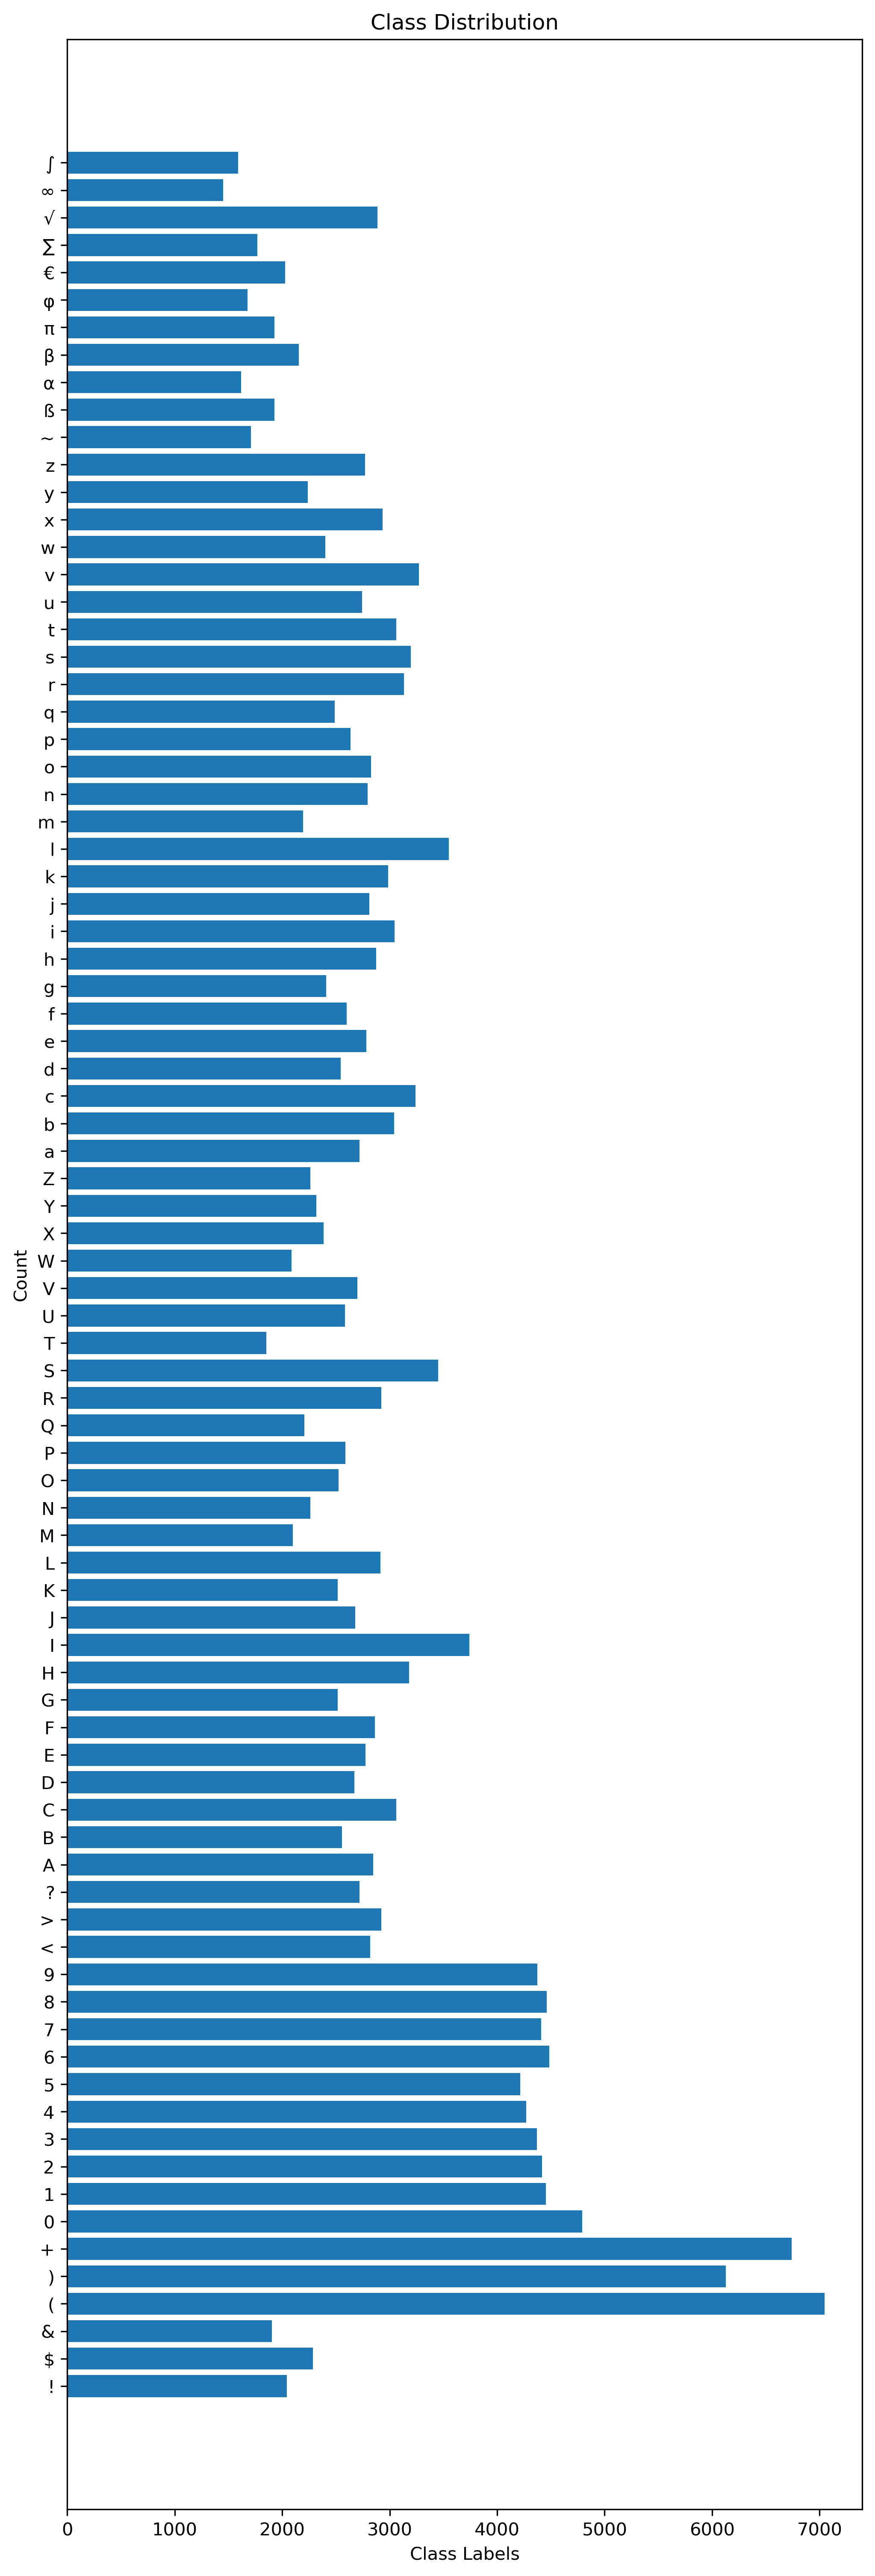 Class Distribution
∫
∞
√
∑
€
φ
π
β
α
ß
~
z
y
x
w
v
u
t
s
r
q
p
o
n
m
l
k
j
i
h
g
f
e
d
c
b
a
Z
Y
X
W
V
U
T
S
R
Q
P
O
N
M
L
K
J
I
H
G
F
E
D
C
B
A
?
>
<
9
8
7
6
5
4
3
2
1
0
+
)
(
&
$
!
Count
0 1000 2000 3000 4000 5000 6000 7000
Class Labels